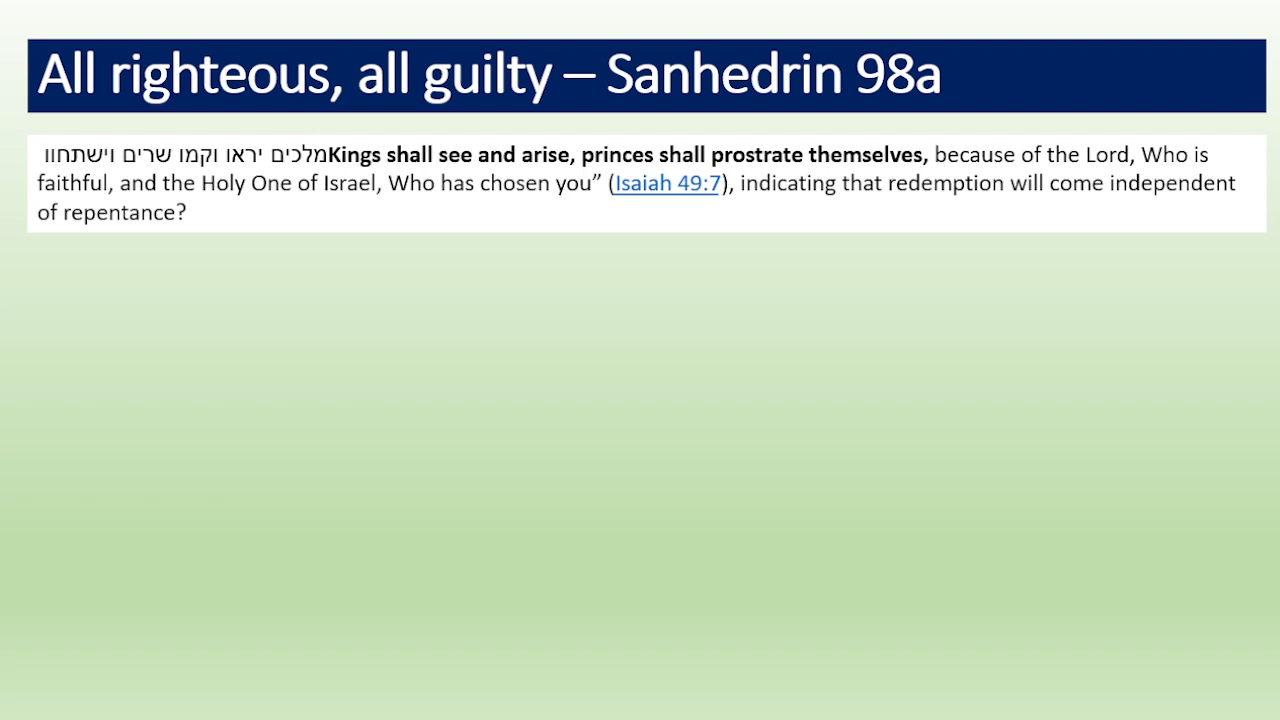 All righteous, all guilty – Sanhedrin 98a
מלכים יראו וקמו שרים וישתחוו Kings shall see and arise, princes shall prostrate themselves, because of the Lord, Who is
faithful, and the Holy One of Israel, Who has chosen you” (Isaiah 49:7), indicating that redemption will come independent
of repentance?